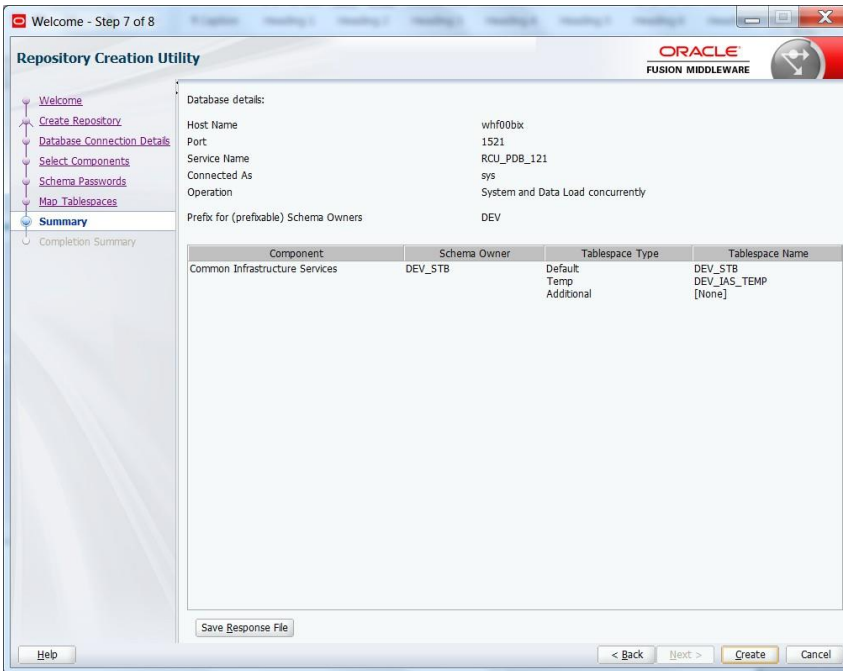 Welcome - Step 7 of 8
Repository Creation Utility
ORACLE
FUSION MIDDLEWARE
Welcome
Create Repository
Database Connection Details
Select Components
Schema Passwords
Map Tablespaces
Summary
Completion Summary
Database details:
Host Name whf00bix
Port 1521
Service Name RCU_PDB_121
Connected As sys
Operation System and Data Load concurrently
Prefix for (prefixable) Schema Owners DEV
Component Schema Owner Tablespace Type Tablespace Name
Common Infrastructure Services DEV_STB Default DEV_STB
Temp DEV_IAS_TEMP
Additional [None]
Save Response File
Help < Back Next > Create Cancel